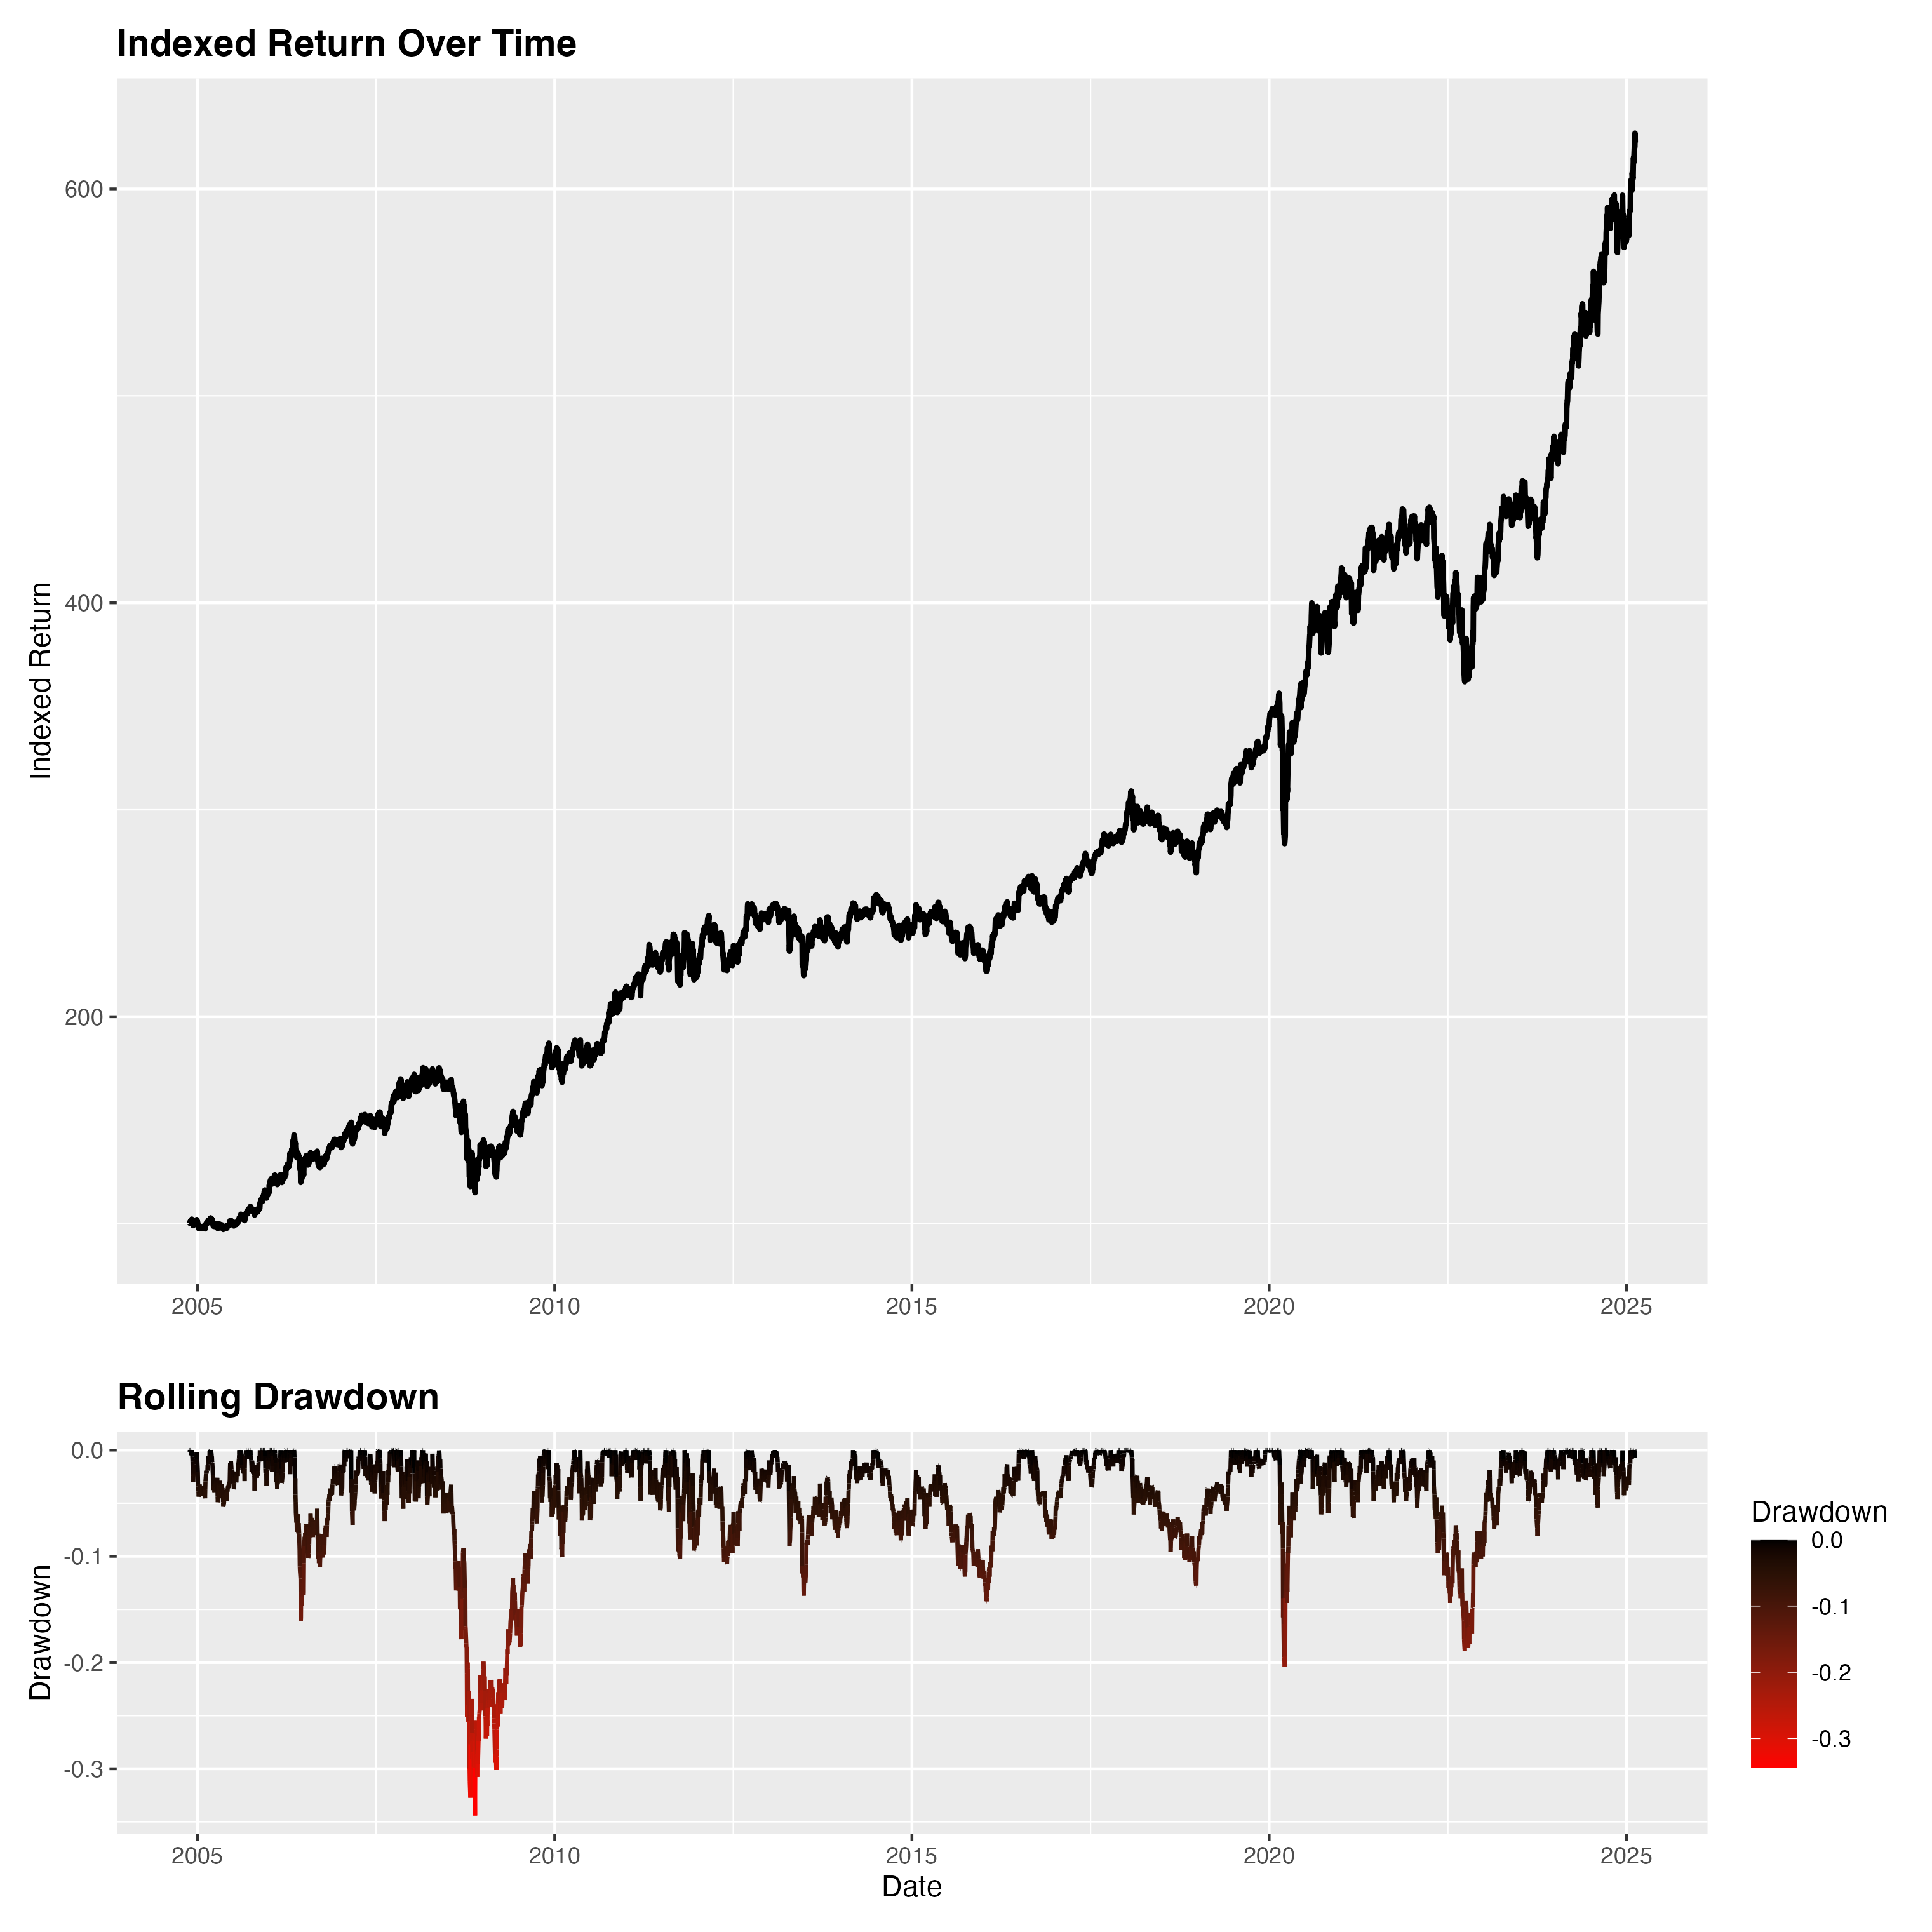 Indexed Return Over Time
Indexed Return
600
400
200
2005 2010 2015 2020 2025
Rolling Drawdown
Drawdown
0.0
-0.1
-0.2
-0.3
2005 2010 2015 2020 2025
Date
Drawdown
0.0
-0.1
-0.2
-0.3